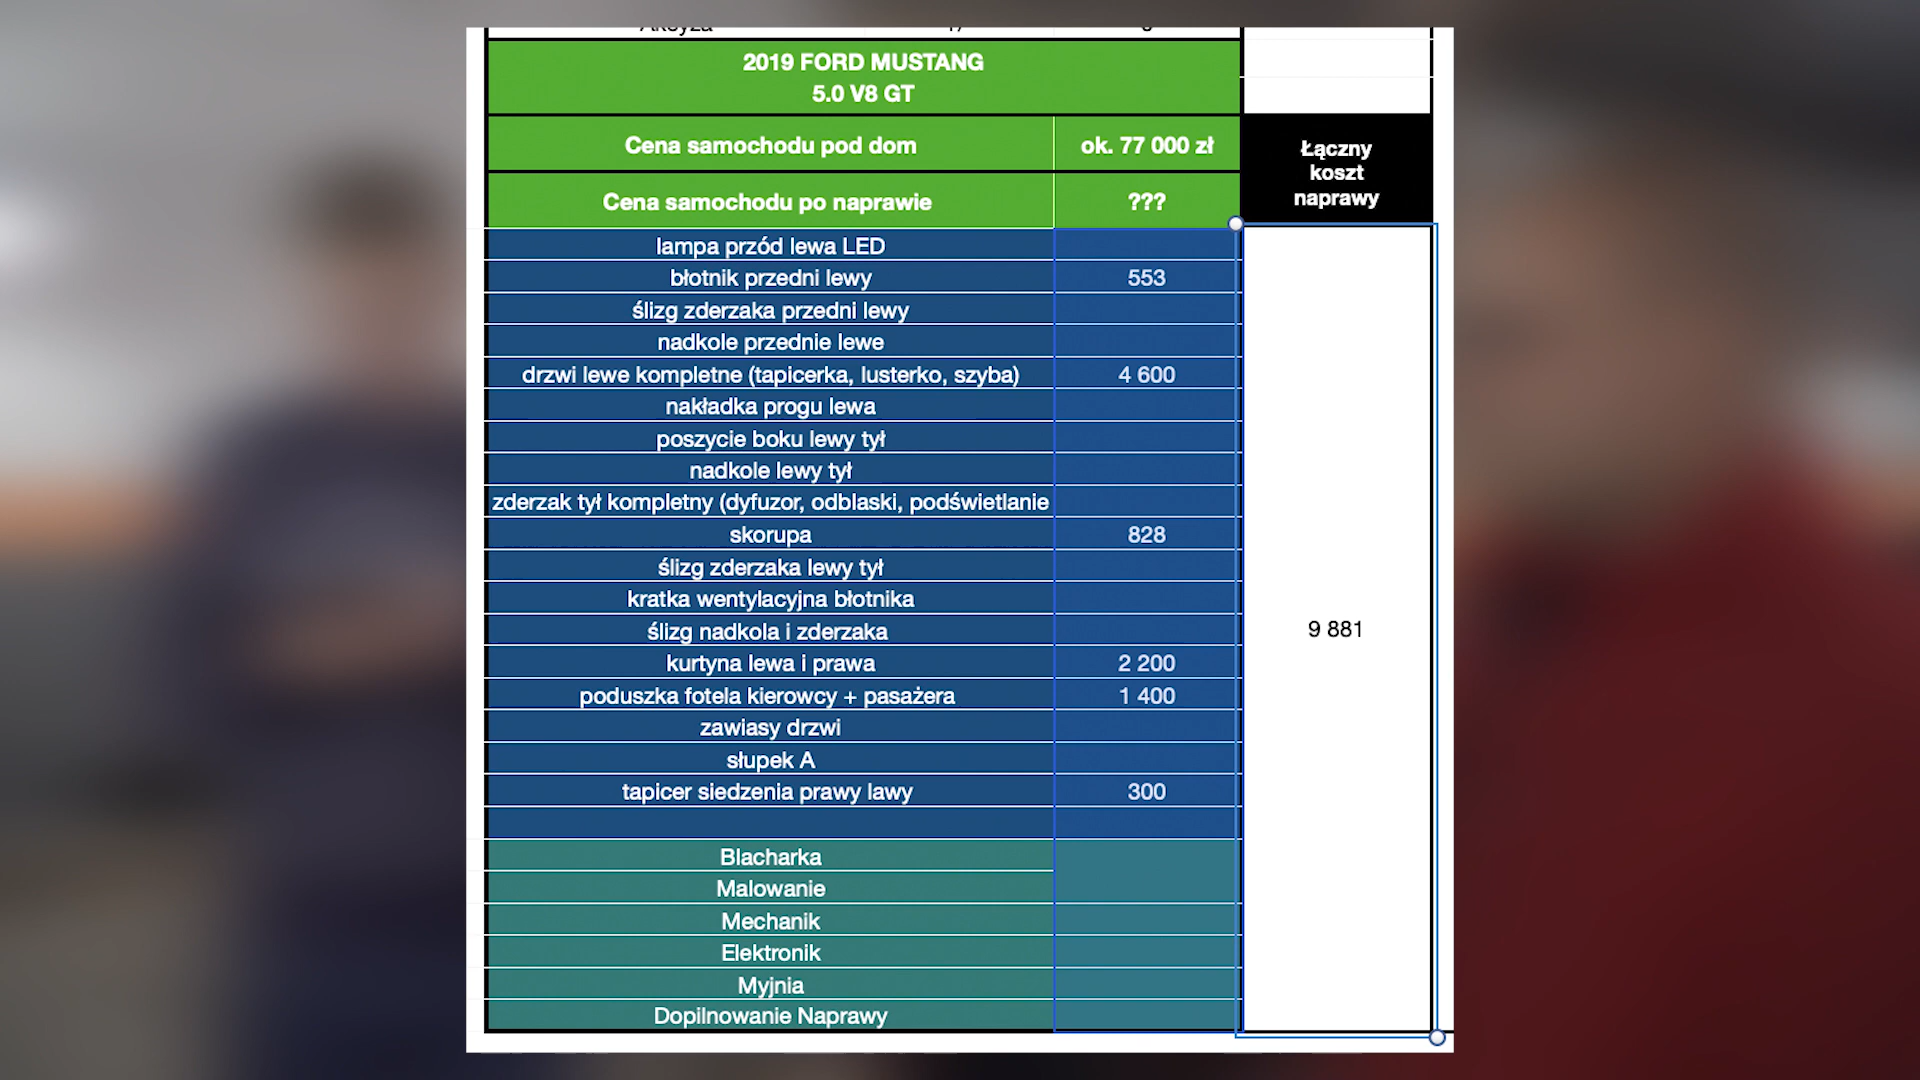 2019 FORD MUSTANG
5.0 V8 GT
Cena samochodu pod dom ok. 77 000 zł
Łączny
koszt
naprawy
Cena samochodu po naprawie ???
lampa przód lewa LED
błotnik przedni lewy 553
ślizg zderzaka przedni lewy
nadkole przednie lewe
drzwi lewe kompletne (tapicerka, lusterko, szyba) 4 600
nakładka progu lewa
poszycie boku lewy tył
nadkole lewy tył
zderzak tył kompletny (dyfuzor, odblaski, podświetlanie
skorupa 828
ślizg zderzaka lewy tył
kratka wentylacyjna błotnika
ślizg nadkola i zderzaka
9 881
kurtyna lewa i prawa 2 200
poduszka fotela kierowcy + pasażera 1 400
zawiasy drzwi
słupek A
tapicer siedzenia prawy lawy 300
Blacharka
Malowanie
Mechanik
Elektronik
Myjnia
Dopilnowanie Naprawy